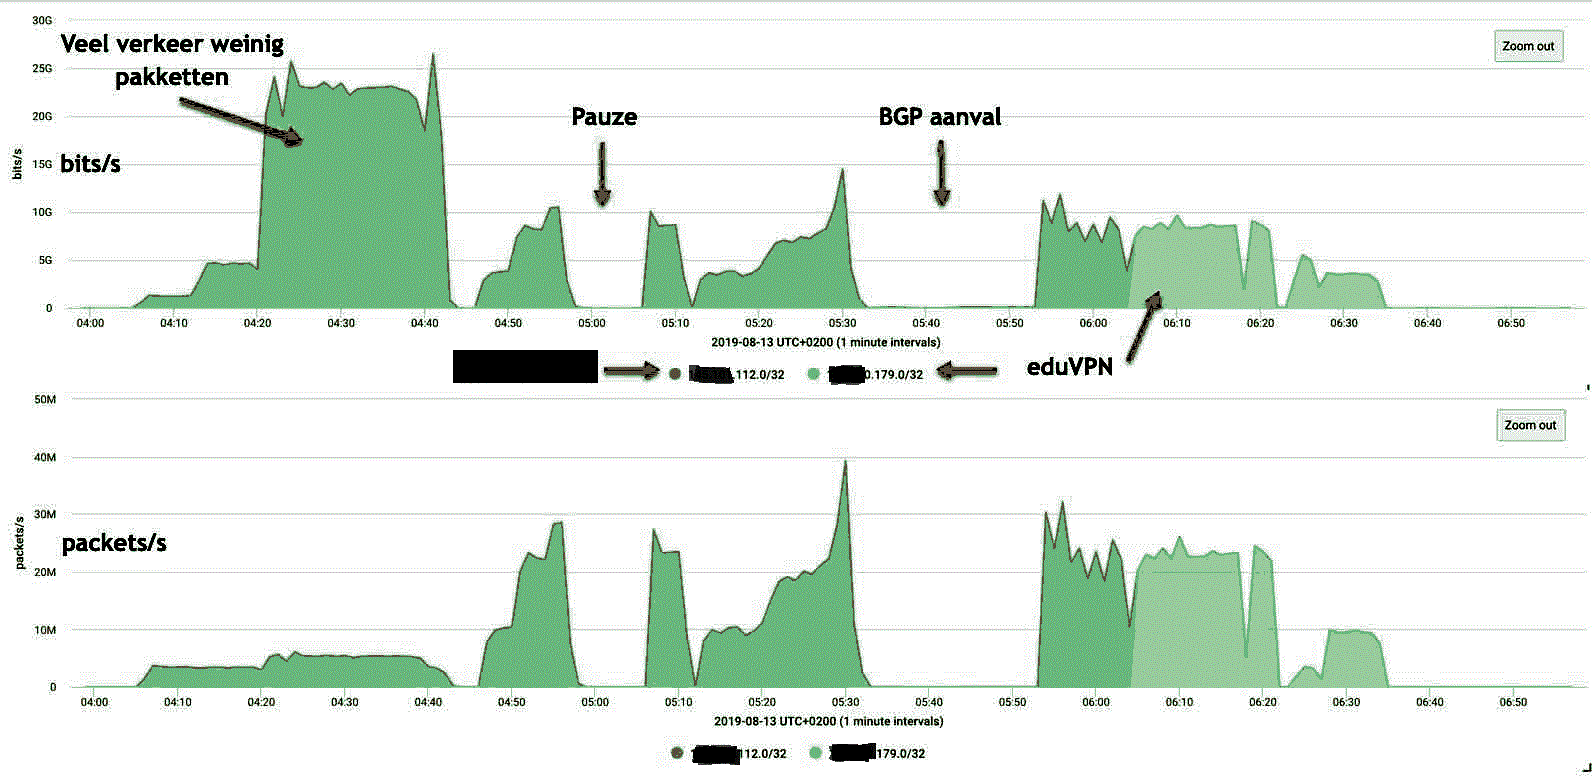 30G
Veel verkeer weinig
pakketten
Zoom out
25G
20G
Pauze
BGP aanval
bits/s
15G
bits/s
10G
5G
0
04:00 04:10 04:20 04:30 04:40 04:50 05:00 05:10 05:20 05:30 05:40 05:50 06:00 06:10 06:20 06:30 06:40 06:50
2019-08-13 UTC+0200 (1 minute intervals)
.112.0/32 0.179.0/32 eduVPN
50M
Zoom out
40M
30M
packets/s
packets/s
20M
10M
0
04:00 04:10 04:20 04:30 04:40 04:50 05:00 05:10 05:20 05:30 05:40 05:50 06:00 06:10 06:20 06:30 06:40 06:50
2019-08-13 UTC+0200 (1 minute intervals)
112.0/32 179.0/32